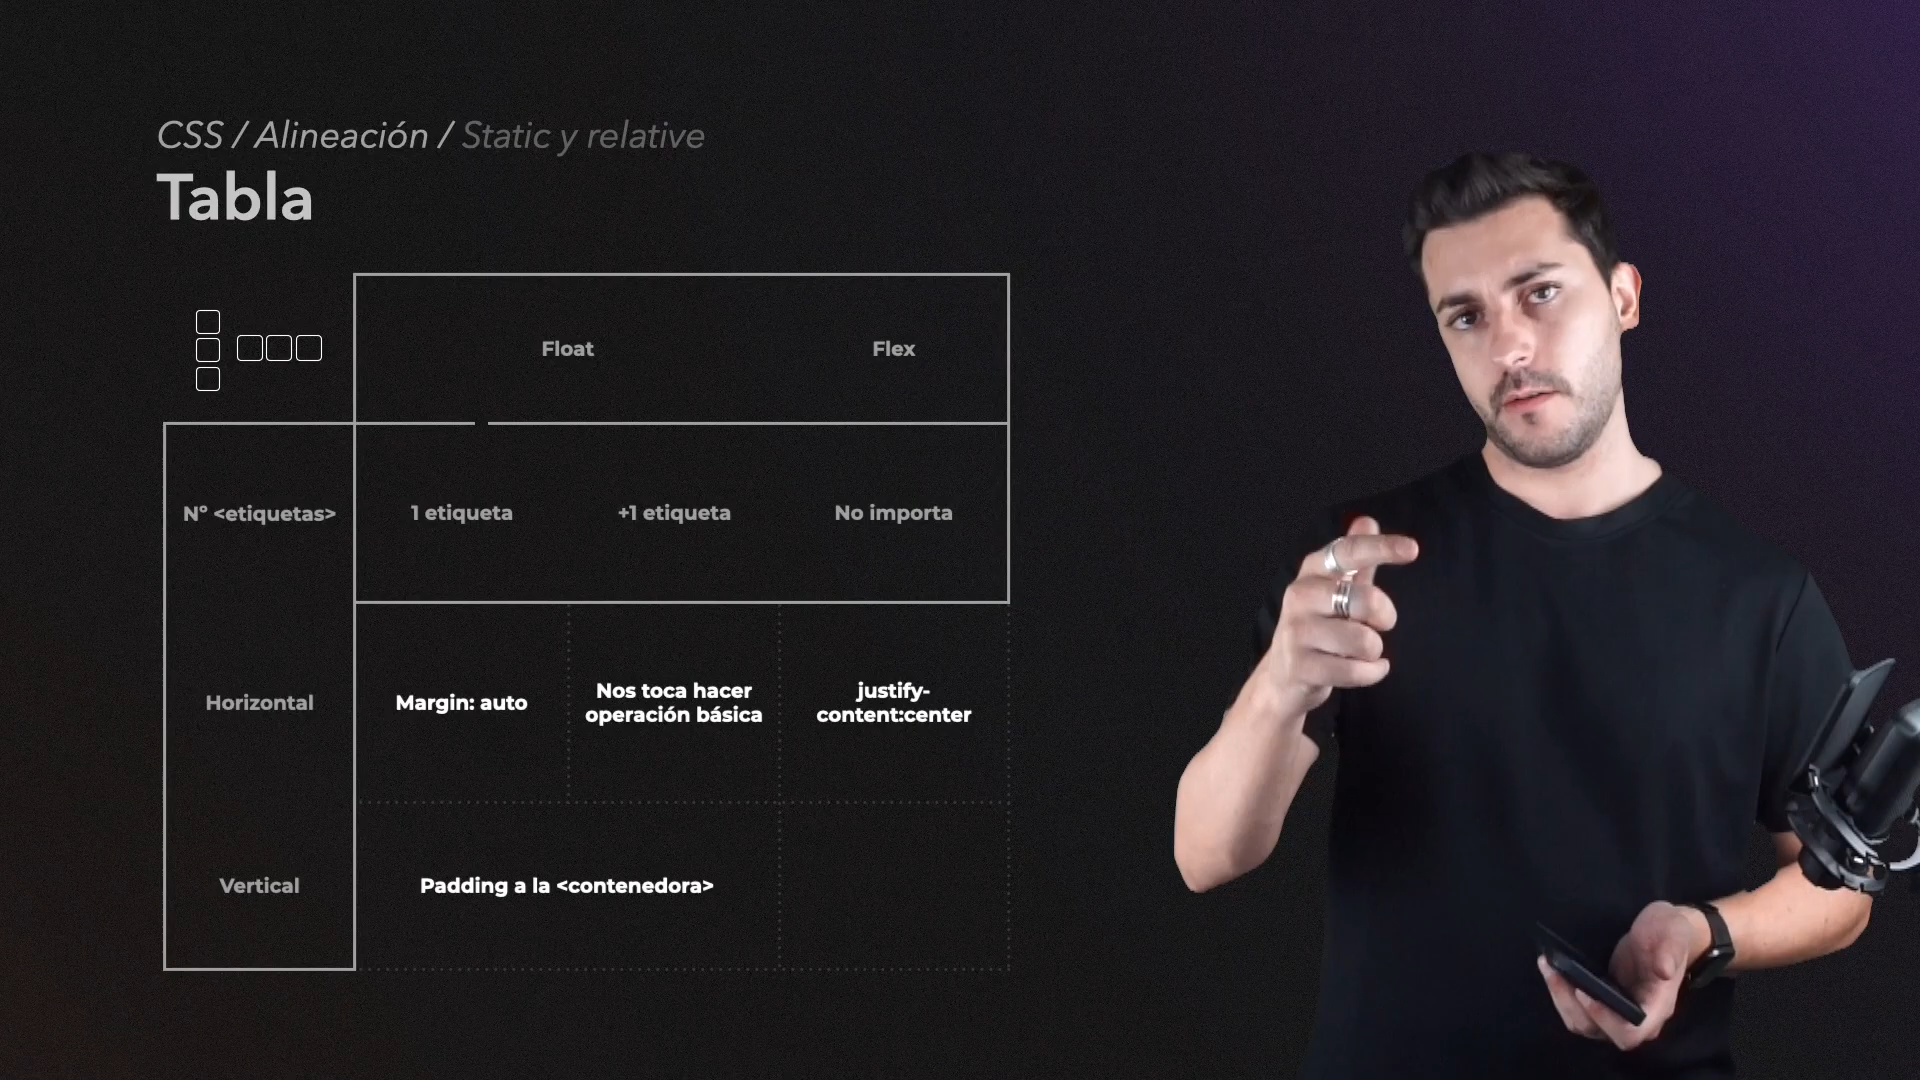 CSS / Alineación / Static y relative
Tabla
Float
Flex
Nº <etiquetas>
1 etiqueta
+1 etiqueta
No importa
Horizontal
Margin: auto
Nos toca hacer
operación básica
justify-
content:center
Vertical
Padding a la <contenedora>